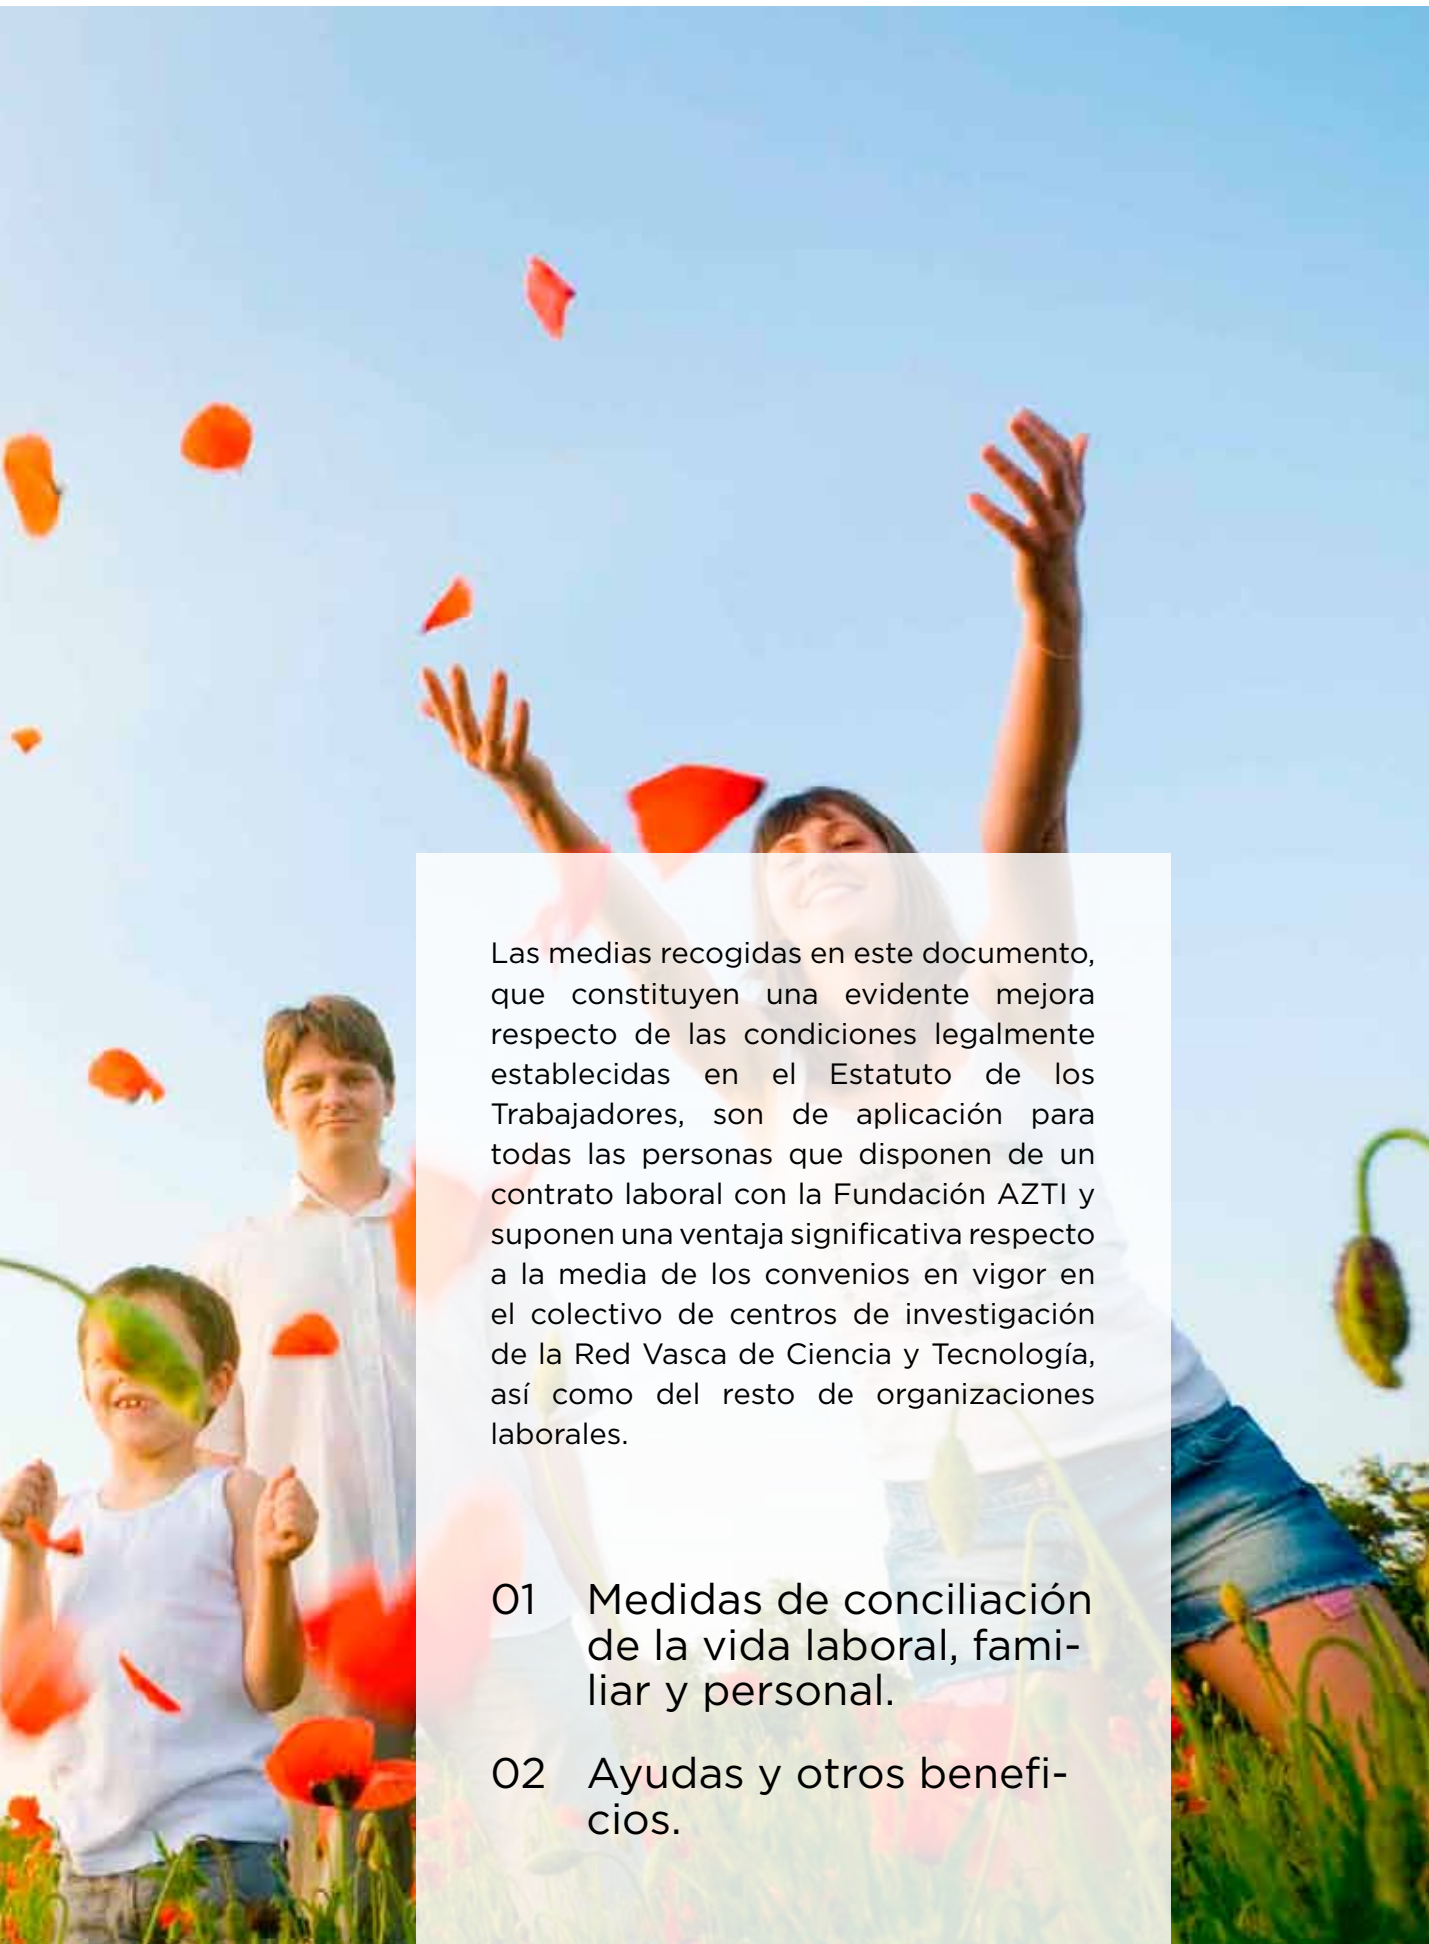 Las medias recogidas en este documento,
que constituyen una evidente mejora
respecto de las condiciones legalmente
establecidas en el Estatuto de los
Trabajadores, son de aplicación para
todas las personas que disponen de un
contrato laboral con la Fundación AZTI y
suponen una ventaja significativa respecto
a la media de los convenios en vigor en
el colectivo de centros de investigación
de la Red Vasca de Ciencia y Tecnología,
así como del resto de organizaciones
laborales.
01 Medidas de conciliación
de la vida laboral, fami-
liar y personal.
02 Ayudas y otros benefi-
cios.